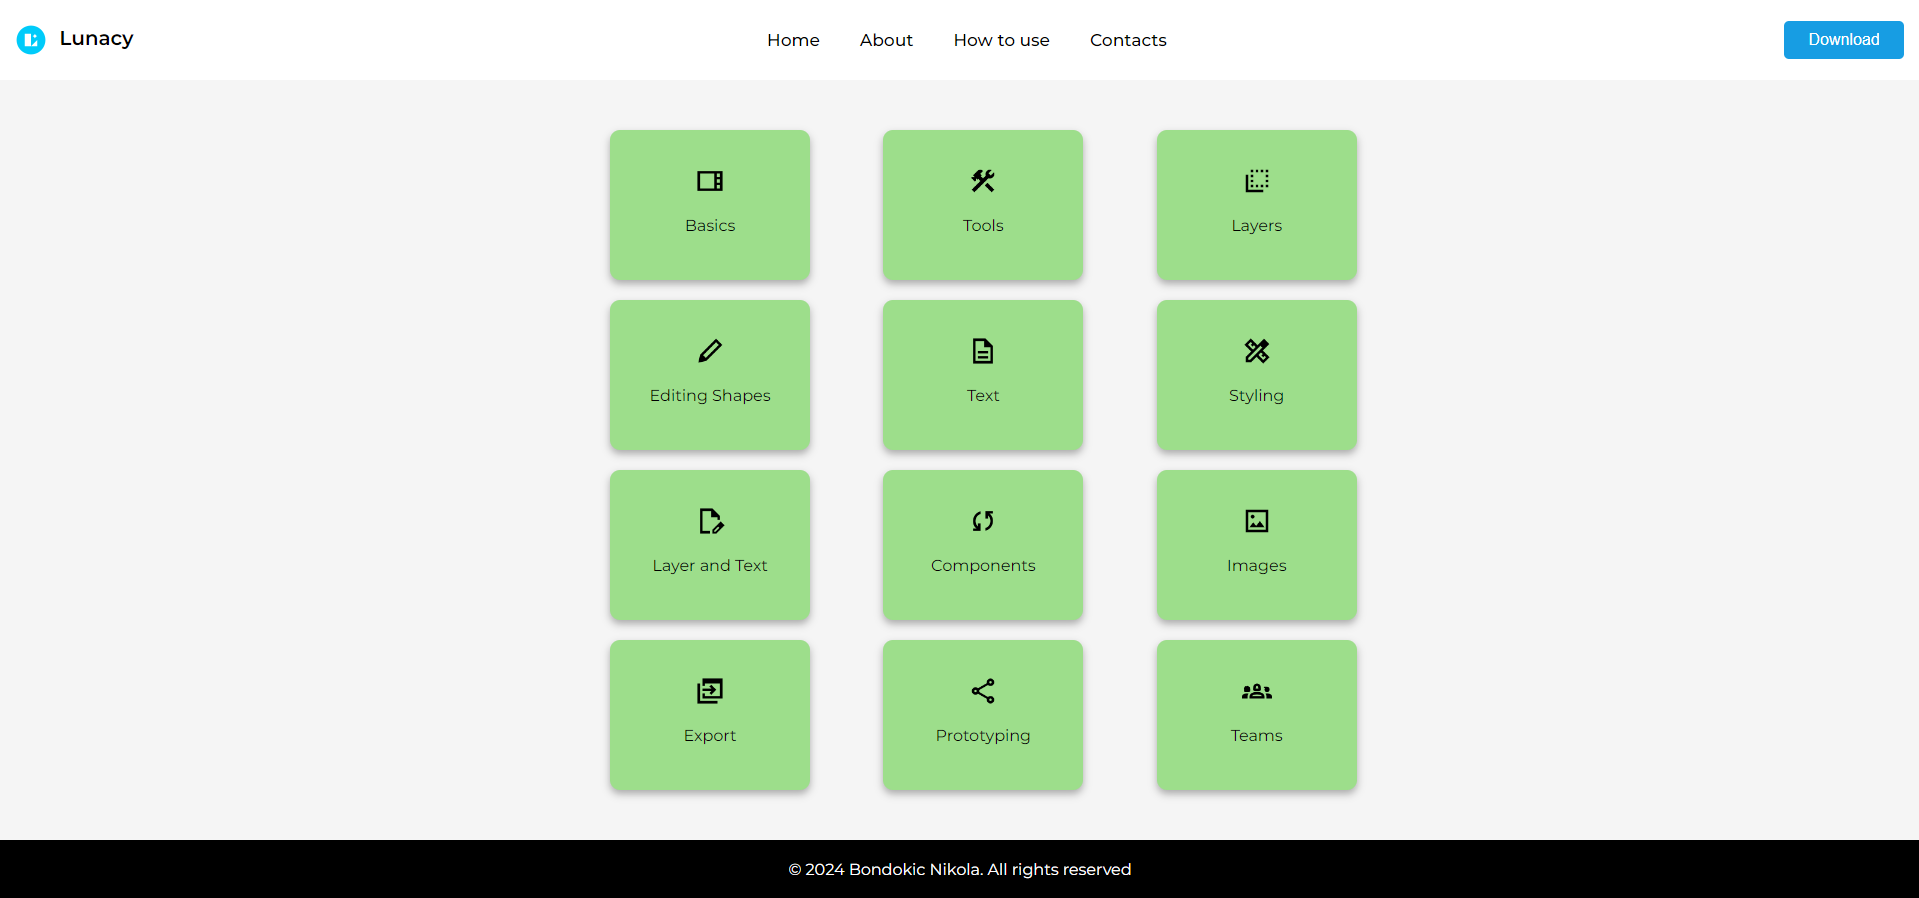 Lunacy
Home
About
How to use
Contacts
Download
Basics
Tools
Layers
Editing Shapes
Text
Styling
Layer and Text
Components
Images
Export
Prototyping
Teams
© 2024 Bondokic Nikola. All rights reserved